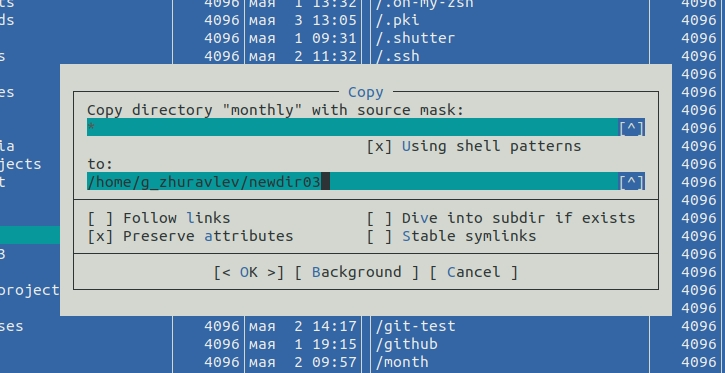 ts 4096 мая 1 13:32 /.oh-my-zsh 4096
ds 4096 мая 3 13:05 /.pki 4096
4096 мая 1 09:31 /.shutter 4096
s 4096 мая 2 11:32 /.ssh 4096
4096
es 4096
Copy
Copy directory "monthly" with source mask:
4096
* [^]
4096
ia [x] Using shell patterns 4096
jects to: 4096
t /home/g_zhuravlev/newdir03 [^] 4096
4096
[ ] Follow links [ ] Dive into subdir if exists 4096
[x] Preserve attributes [ ] Stable symlinks 4096
3 4096
[< OK >] [ Background ] [ Cancel ] 4096
project 4096
4096
ses 4096 мая 2 14:17 /git-test 4096
4096 мая 1 19:15 /github 4096
4096 мая 2 09:57 /month 4096